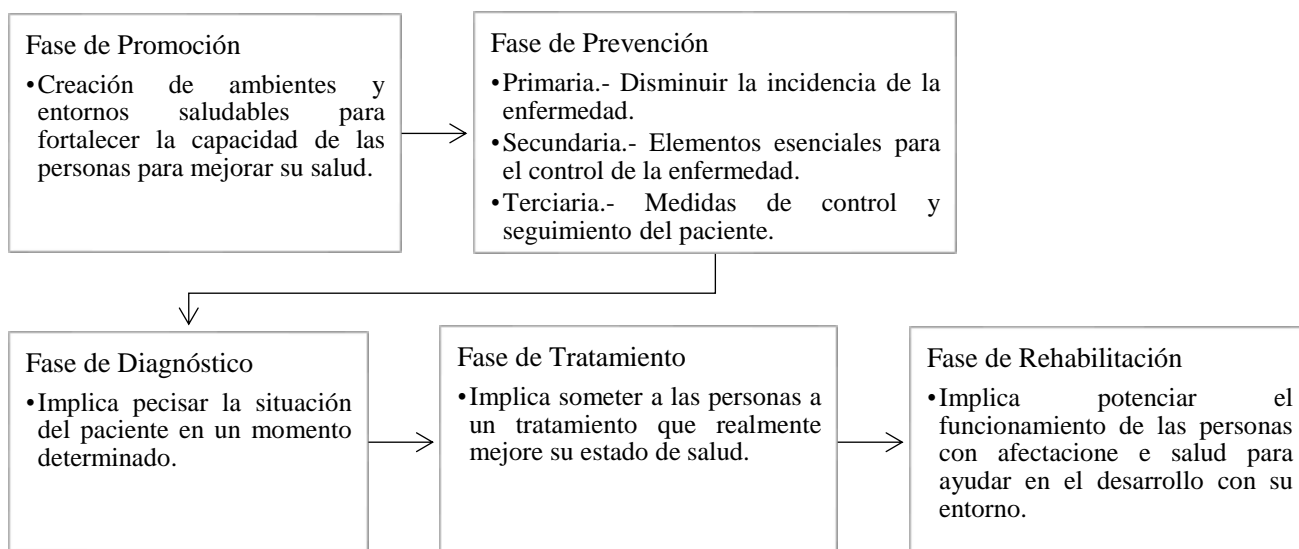 Fase de Promoción
•Creación de ambientes y
entornos saludables para
fortalecer la capacidad de las
personas para mejorar su salud.
Fase de Prevención
•Primaria.- Disminuir la incidencia de la
enfermedad.
•Secundaria.- Elementos esenciales para
el control de la enfermedad.
•Terciaria.- Medidas de control y
seguimiento del paciente.
Fase de Diagnóstico
•Implica pecisar la situación
del paciente en un momento
determinado.
Fase de Tratamiento
•Implica someter a las personas a
un tratamiento que realmente
mejore su estado de salud.
Fase de Rehabilitación
•Implica potenciar el
funcionamiento de las personas
con afectacione e salud para
ayudar en el desarrollo con su
entorno.